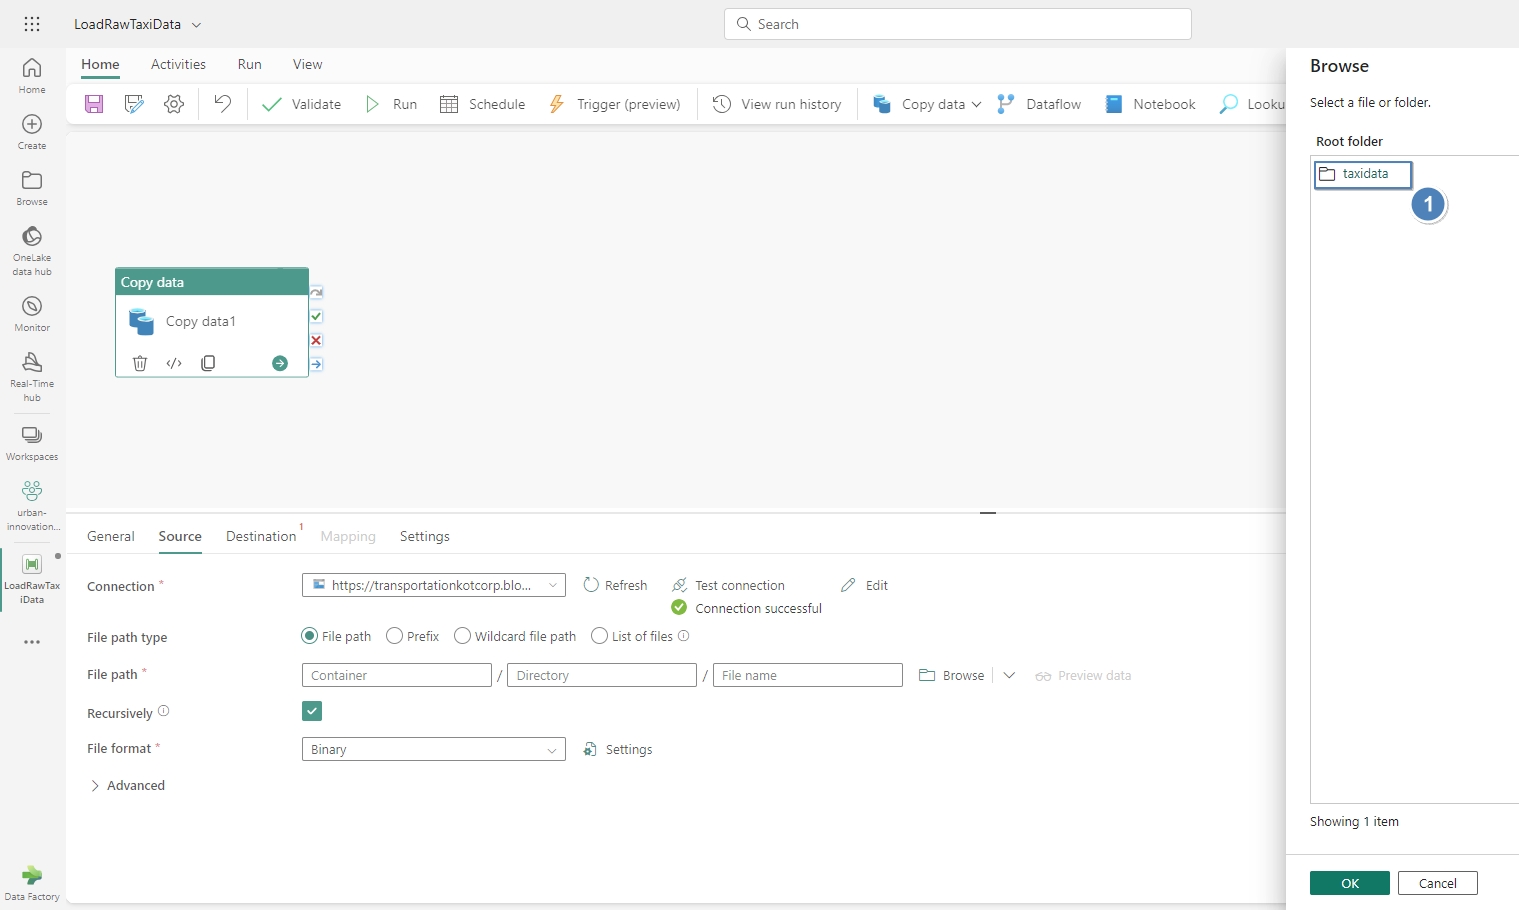 LoadRawTaxiData
Search
Home
Create
Browse
OneLake
data hub
Monitor
Real-Time
hub
Workspaces
urban-
innovation...
LoadRawTax
iData
Data Factory
Home Activities Run View
Validate Run Schedule Trigger (preview) View run history Copy data Dataflow Notebook Looku
Copy data
Copy data1
General Source Destination 1 Mapping Settings
Connection * https://transportationkotcorp.blo... Refresh Test connection Edit
Connection successful
File path type File path Prefix Wildcard file path List of files
File path * Container / Directory / File name Browse Preview data
Recursively
File format * Binary Settings
Advanced
Browse
Select a file or folder.
Root folder
taxidata
1
Showing 1 item
OK Cancel